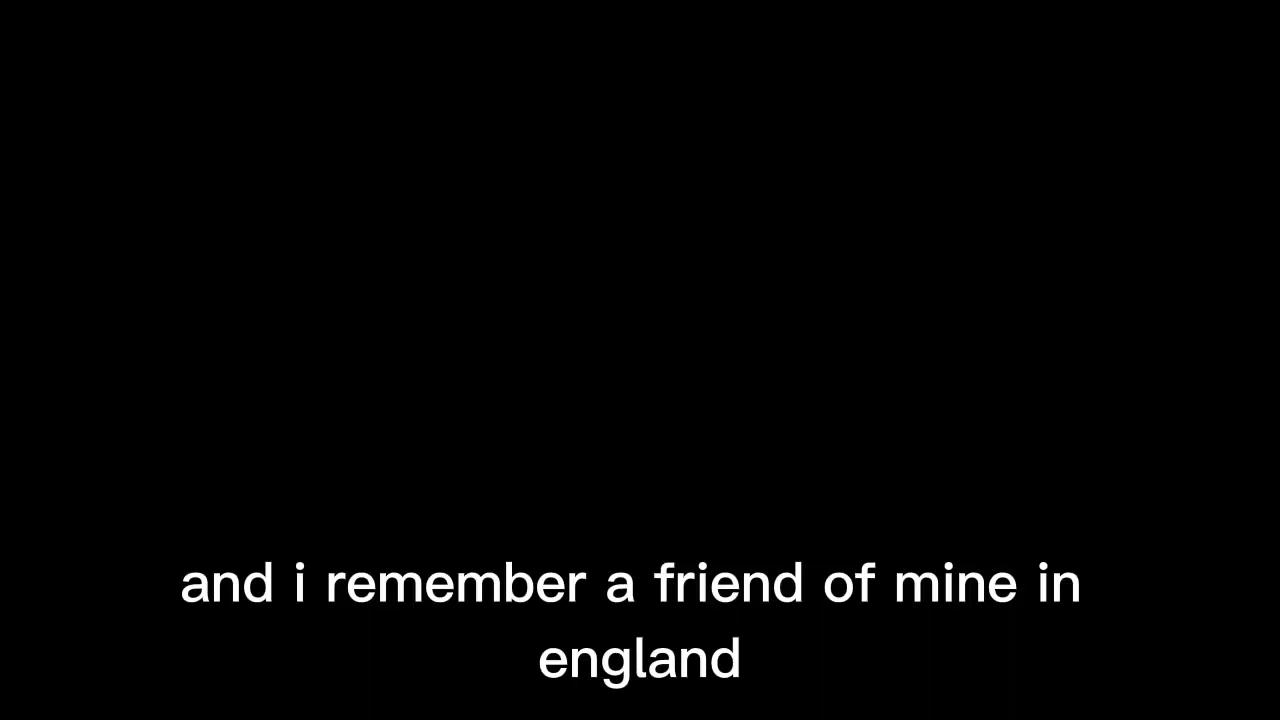 and i remember a friend of mine in
england